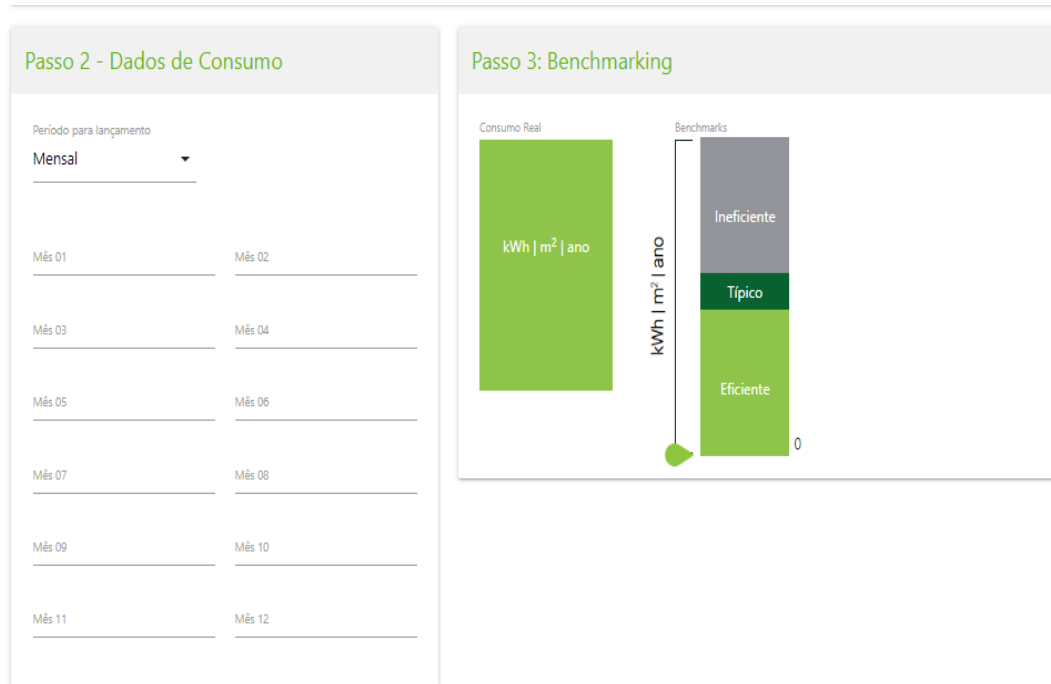 Passo 2 - Dados de Consumo
Período para lançamento
Mensal
Mês 01
Mês 02
Mês 03
Mês 04
Mês 05
Mês 06
Mês 07
Mês 08
Mês 09
Mês 10
Mês 11
Mês 12
Passo 3: Benchmarking
Consumo Real
kWh | m² | ano
Benchmarks
kWh | m² | ano
Ineficiente
Típico
Eficiente
0